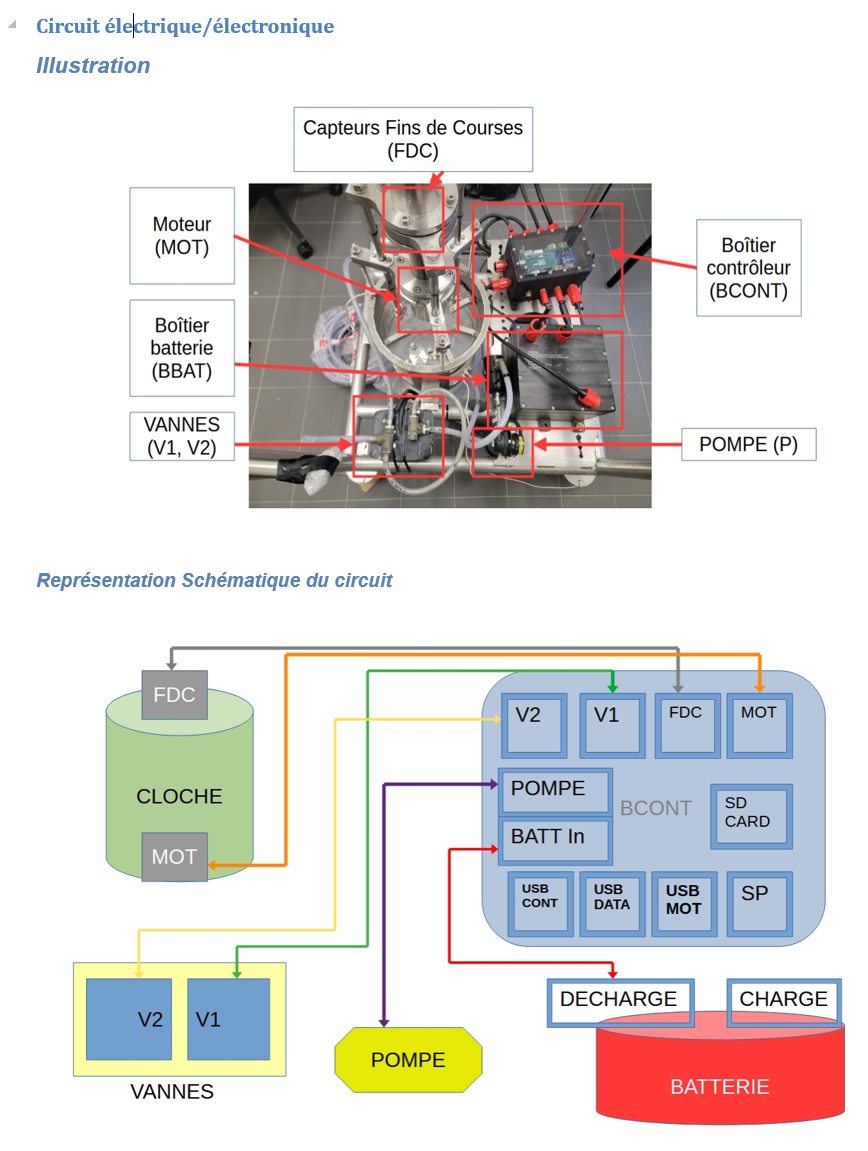 Circuit électrique/électronique
Illustration
Capteurs Fins de Courses
(FDC)
Moteur
(MOT)
Boîtier
contrôleur
(BCONT)
Boîtier
batterie
(BBAT)
VANNES
(V1, V2)
POMPE (P)
Représentation Schématique du circuit
FDC
CLOCHE
MOT
V2
V1
FDC
MOT
POMPE
BCONT
SD
CARD
BATT In
USB
CONT
USB
DATA
USB
MOT
SP
DECHARGE
CHARGE
V2
V1
VANNES
POMPE
BATTERIE